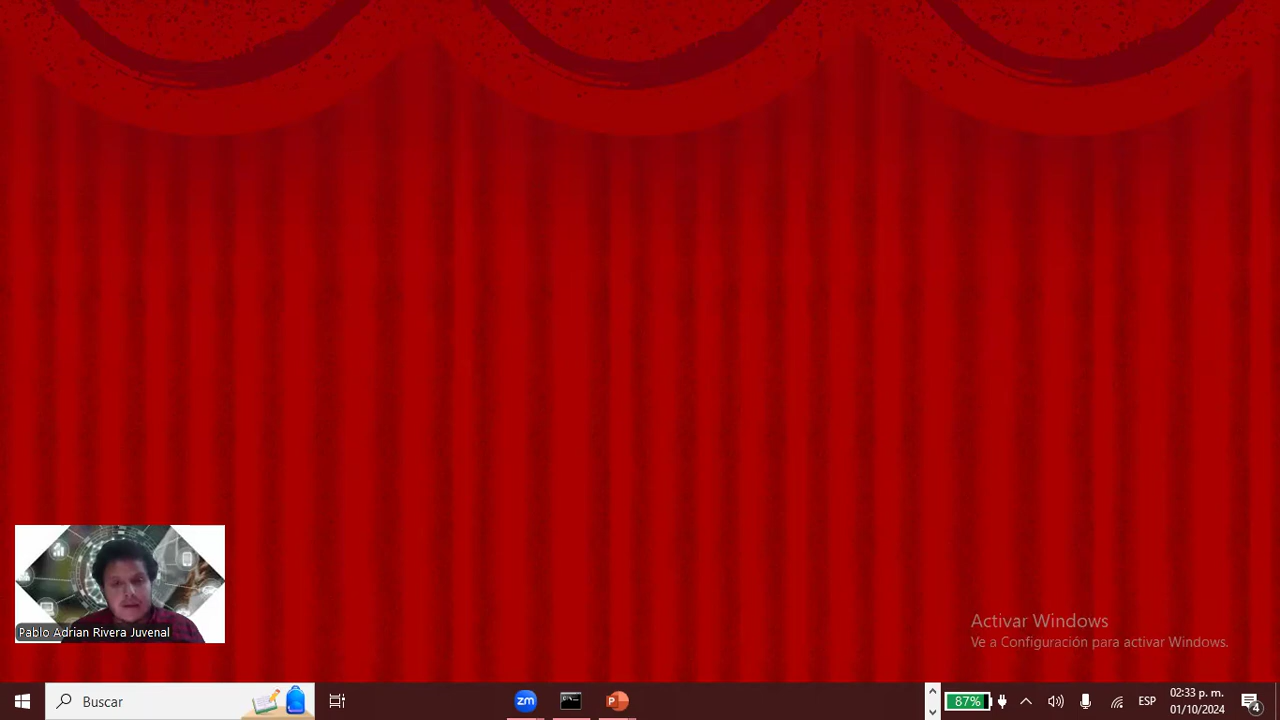 Pablo Adrian Rivera Juvenal
Activar Windows
Ve a Configuración para activar Windows.
Buscar
zm
P
87%
ESP
02:33 p. m.
01/10/2024
4